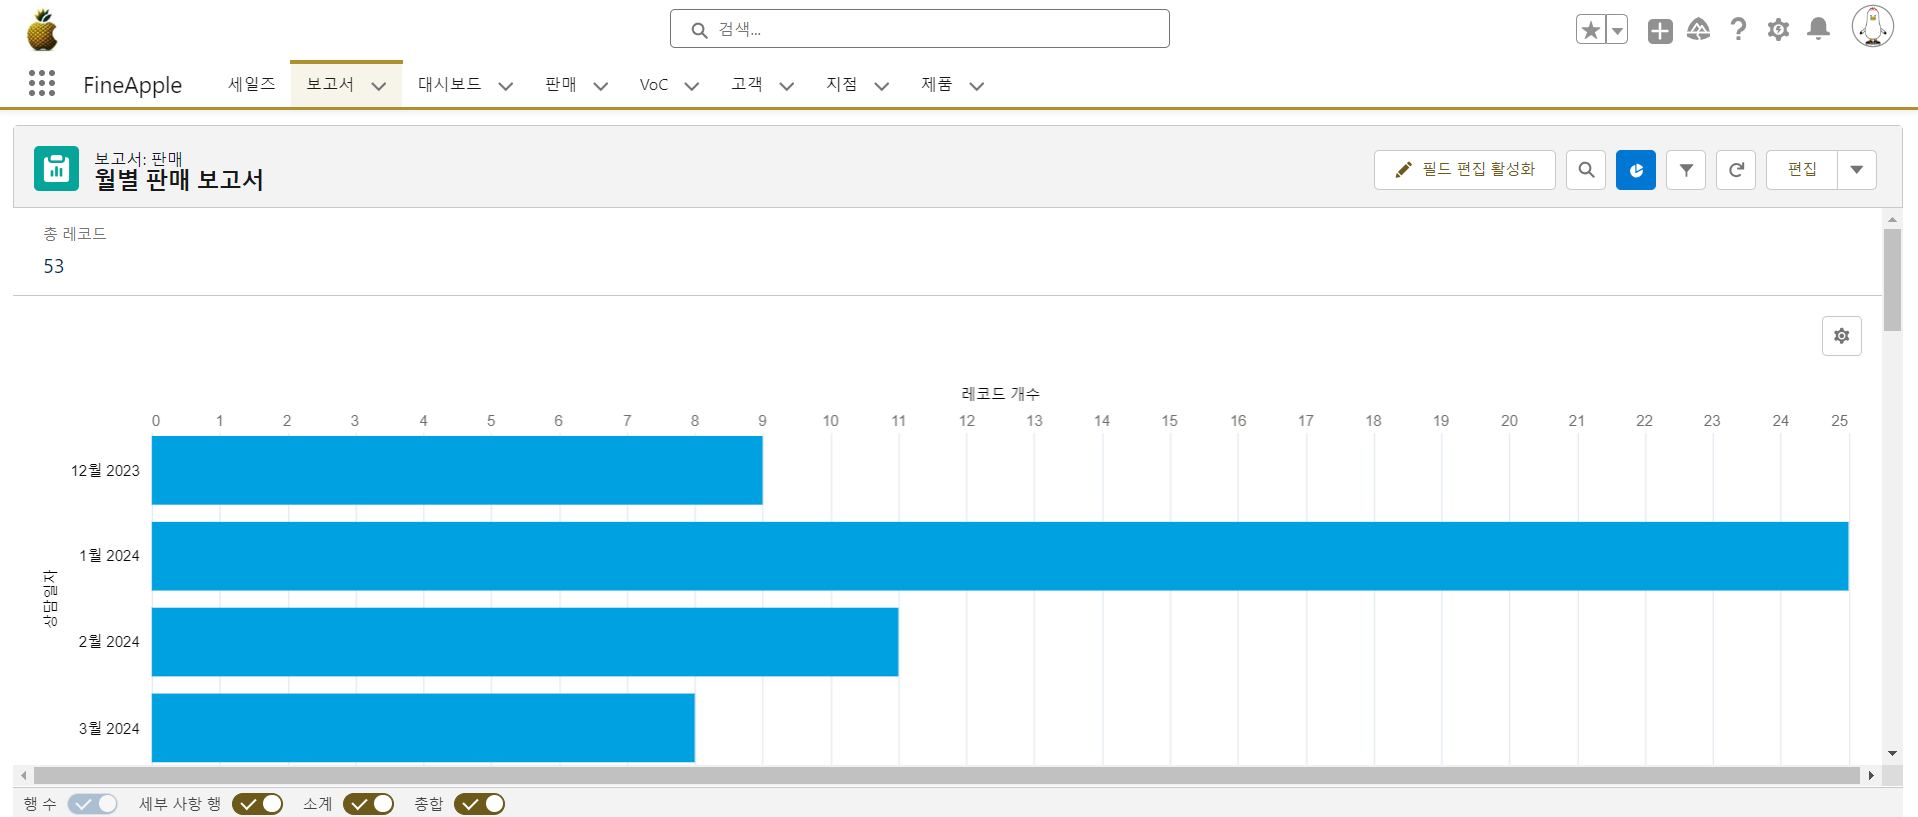 검색...
FineApple
세일즈
보고서
대시보드
판매
VoC
고객
지점
제품
보고서: 판매
월별 판매 보고서
필드 편집 활성화
편집
총 레코드
53
레코드 개수
0 1 2 3 4 5 6 7 8 9 10 11 12 13 14 15 16 17 18 19 20 21 22 23 24 25
상담일자
12월 2023
1월 2024
2월 2024
3월 2024
행 수
세부 사항 행
소계
종합